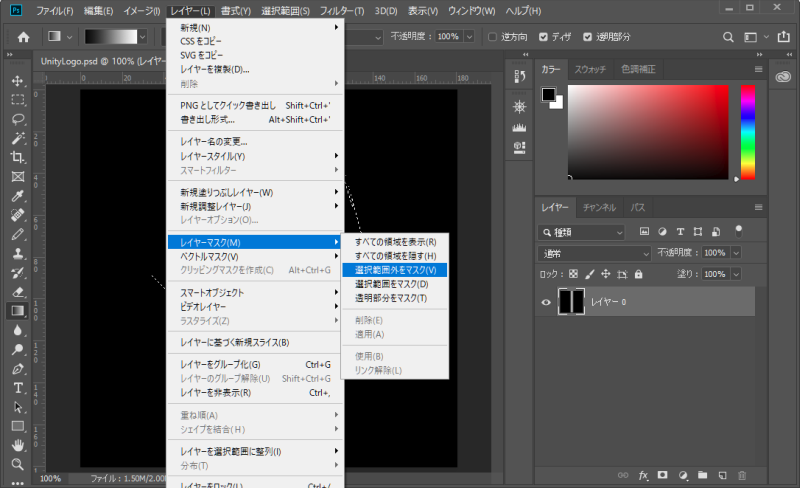 Ps ファイル(F) 編集(E) イメージ(I) レイヤー(L) 書式(Y) 選択範囲(S) フィルター(T) 3D(D) 表示(V) ウィンドウ(W) ヘルプ(H)
不透明度： 100% 逆方向 ディザ 透明部分
UnityLogo.psd @ 100% (レイヤー
新規(N)
CSS をコピー
SVG をコピー
レイヤーを複製(D)...
削除
PNG としてクイック書き出し Shift+Ctrl+'
書き出し形式... Alt+Shift+Ctrl+'
レイヤー名の変更...
レイヤースタイル(Y)
スマートフィルター
新規塗りつぶしレイヤー(W)
新規調整レイヤー(J)
レイヤーオプション(O)...
レイヤーマスク(M)
ベクトルマスク(V)
クリッピングマスクを作成(C) Alt+Ctrl+G
スマートオブジェクト
ビデオレイヤー
ラスタライズ(Z)
レイヤーに基づく新規スライス(B)
レイヤーをグループ化(G) Ctrl+G
レイヤーのグループ解除(U) Shift+Ctrl+G
レイヤーを非表示(R) Ctrl+,
重ね順(A)
シェイプを結合(H)
レイヤーを選択範囲に整列(I)
分布(T)
レイヤーをロック(L)... Ctrl+/
すべての領域を表示(R)
すべての領域を隠す(H)
選択範囲外をマスク(V)
選択範囲をマスク(D)
透明部分をマスク(T)
削除(E)
適用(A)
使用(B)
リンク解除(L)
0 20 140 160 180
0
20
40
60
80
100
120
140
160
100% ファイル : 1.50M/2.00
カラー スウォッチ 色調補正
レイヤー チャンネル パス
種類
通常 不透明度： 100%
ロック： 塗り： 100%
レイヤー 0
fx